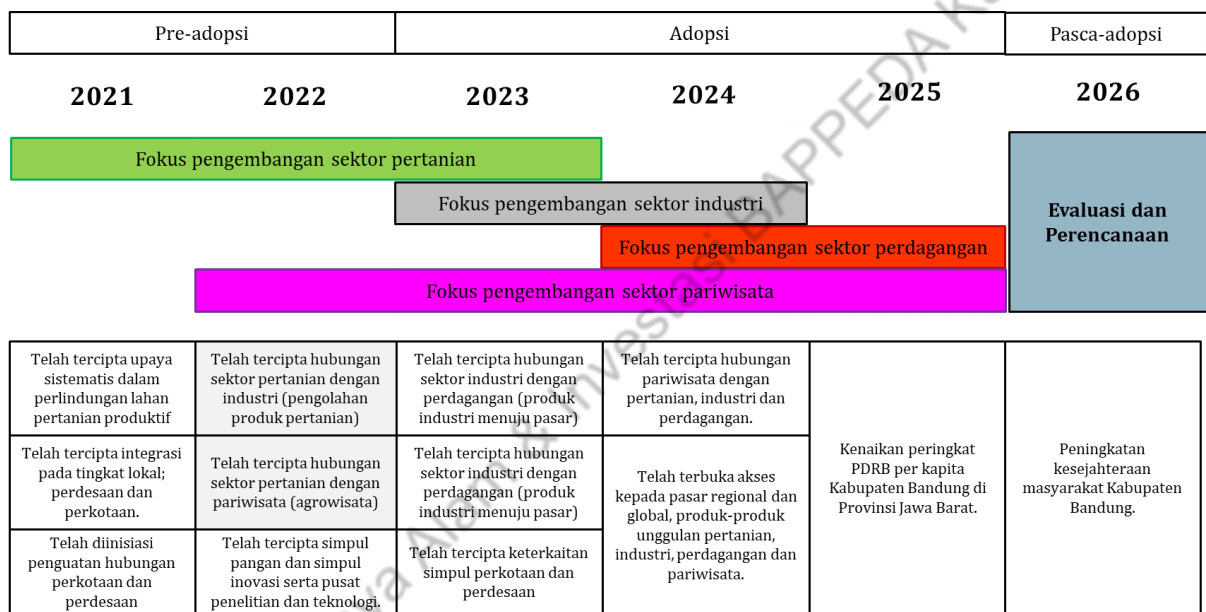 Pre-adopsi
Adopsi
Pasca-adopsi
2021
2022
2023
2024
2025
2026
Fokus pengembangan sektor pertanian
Fokus pengembangan sektor industri
Fokus pengembangan sektor perdagangan
Fokus pengembangan sektor pariwisata
Evaluasi dan
Perencanaan
Telah tercipta upaya
sistematis dalam
perlindungan lahan
pertanian produktif
Telah tercipta hubungan
sektor pertanian dengan
industri (pengolahan
produk pertanian)
Telah tercipta hubungan
sektor industri dengan
perdagangan (produk
industri menuju pasar)
Telah tercipta hubungan
pariwisata dengan
pertanian, industri dan
perdagangan.
Telah tercipta integrasi
pada tingkat lokal;
perdesaan dan
perkotaan.
Telah tercipta hubungan
sektor pertanian dengan
pariwisata (agrowisata)
Telah tercipta hubungan
sektor industri dengan
perdagangan (produk
industri menuju pasar)
Telah terbuka akses
kepada pasar regional dan
global, produk-produk
unggulan pertanian,
industri, perdagangan dan
pariwisata.
Kenaikan peringkat
PDRB per kapita
Kabupaten Bandung di
Provinsi Jawa Barat.
Peningkatan
kesejahteraan
masyarakat Kabupaten
Bandung.
Telah diinisiasi
penguatan hubungan
perkotaan dan
perdesaan
Telah tercipta simpul
pangan dan simpul
inovasi serta pusat
penelitian dan teknologi.
Telah tercipta keterkaitan
simpul perkotaan dan
perdesaan
Alam & Investasi BAPPEDA